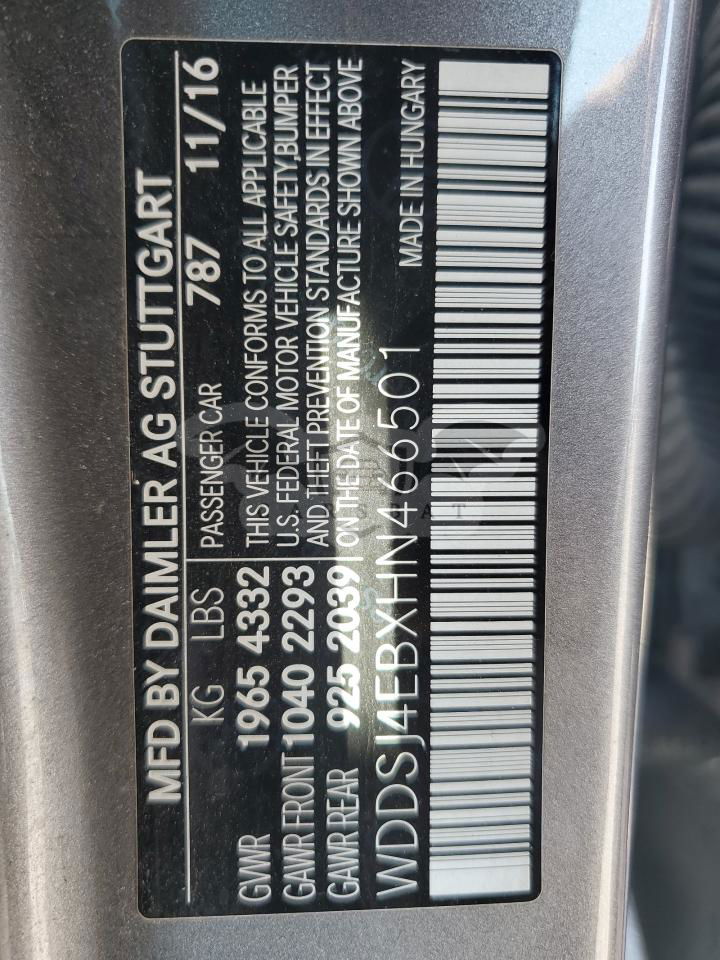 MFD BY DAIMLER AG STUTTGART
KG LBS 787 11/16
GVWR 1965 4332 PASSENGER CAR
GAWR FRONT 1040 2293
GAWR REAR 925 2039
THIS VEHICLE CONFORMS TO ALL APPLICABLE
U.S. FEDERAL MOTOR VEHICLE SAFETY,BUMPER
AND THEFT PREVENTION STANDARDS IN EFFECT
ON THE DATE OF MANUFACTURE SHOWN ABOVE
WDDSJ4EBXHN466501 MADE IN HUNGARY